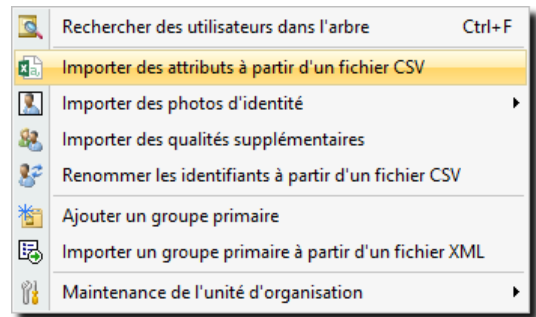 Rechercher des utilisateurs dans l'arbre Ctrl+F
Importer des attributs à partir d'un fichier CSV
Importer des photos d'identité
Importer des qualités supplémentaires
Renommer les identifiants à partir d'un fichier CSV
Ajouter un groupe primaire
Importer un groupe primaire à partir d'un fichier XML
Maintenance de l'unité d'organisation